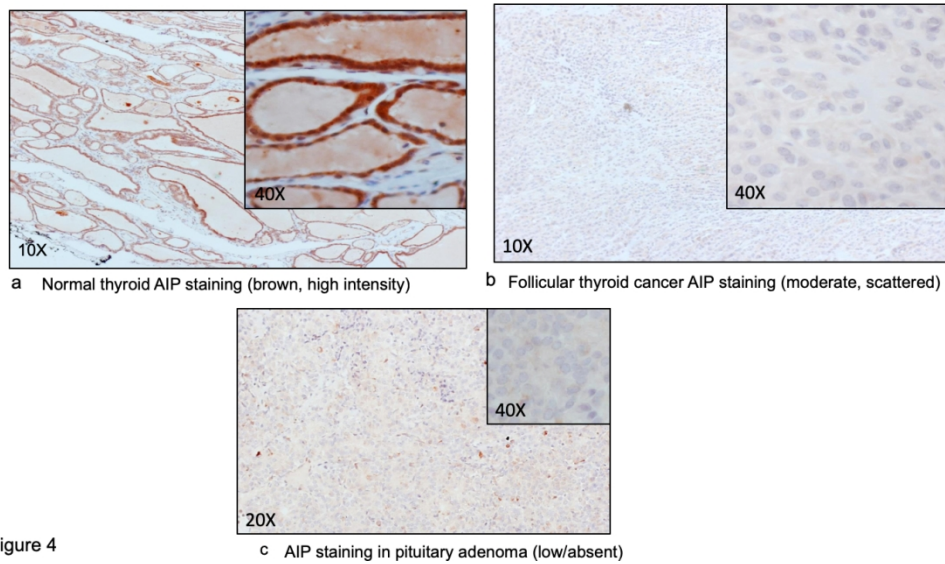 40X
10X
a Normal thyroid AIP staining (brown, high intensity)
40X
10X
b Follicular thyroid cancer AIP staining (moderate, scattered)
40X
20X
c AIP staining in pituitary adenoma (low/absent)
igure 4